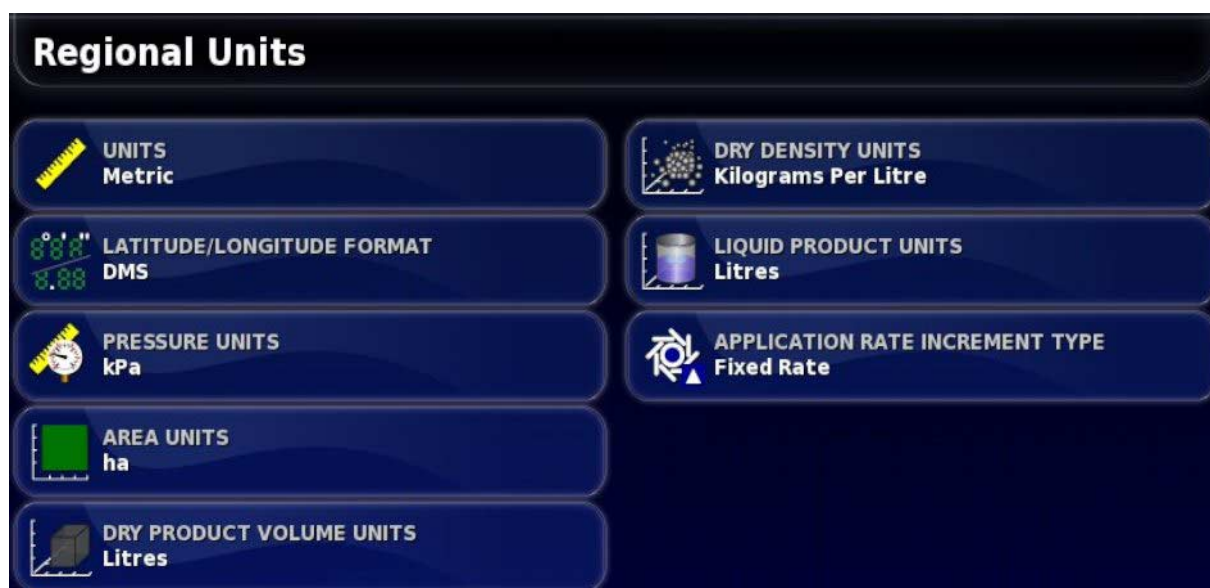 Regional Units
UNITS
Metric
LATITUDE/LONGITUDE FORMAT
DMS
PRESSURE UNITS
kPa
AREA UNITS
ha
DRY PRODUCT VOLUME UNITS
Litres
DRY DENSITY UNITS
Kilograms Per Litre
LIQUID PRODUCT UNITS
Litres
APPLICATION RATE INCREMENT TYPE
Fixed Rate